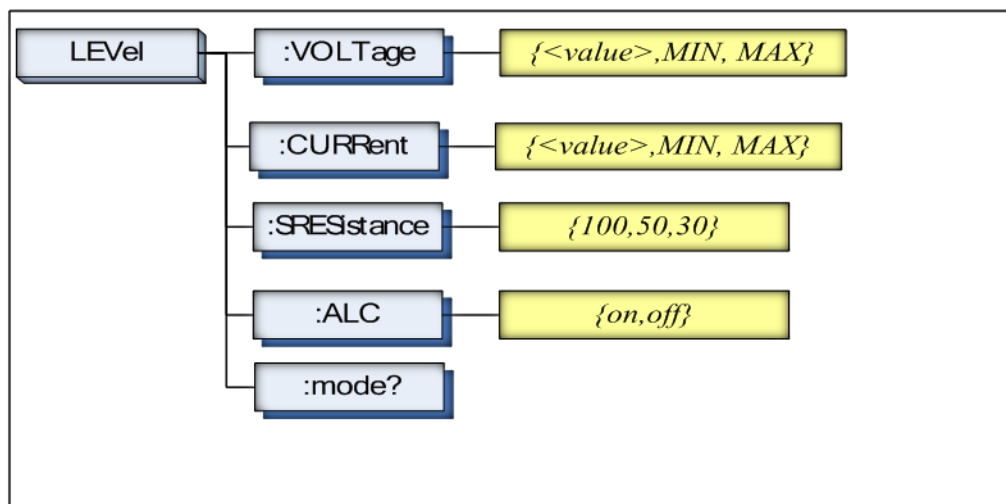 LEVel
:VOLTage
{<value>,MIN, MAX}
:CURRent
{<value>,MIN, MAX}
:SRESistance
{100,50,30}
:ALC
{on,off}
:mode?